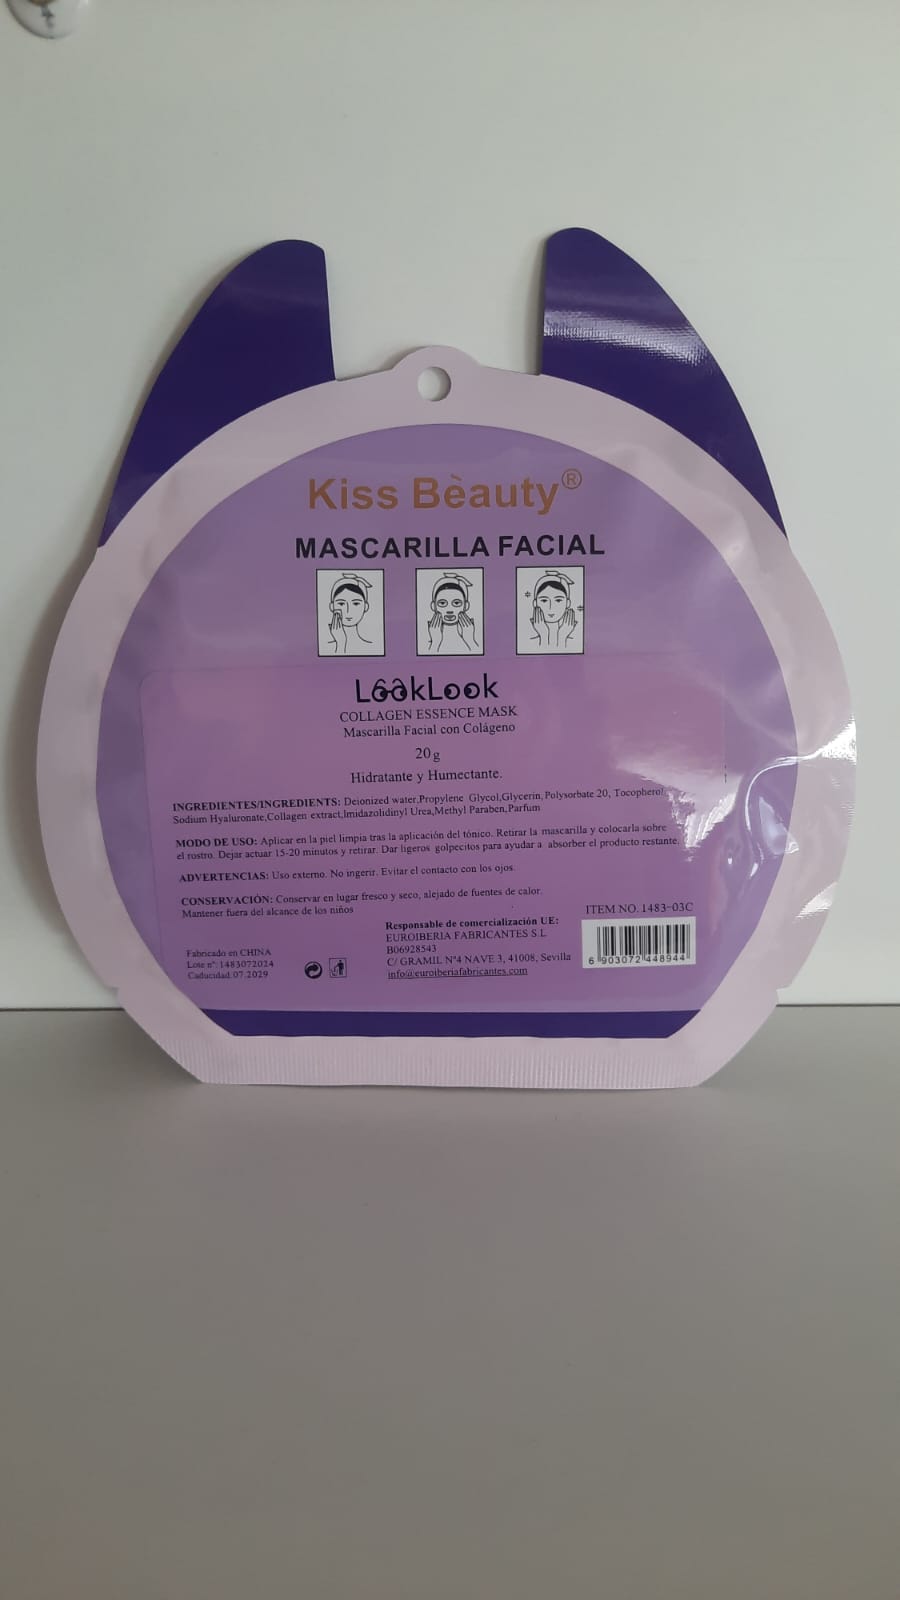 Kiss Bèauty®
MASCARILLA FACIAL
LookLook
COLLAGEN ESSENCE MASK
Mascarilla Facial con Colágeno
20 g
Hidratante y Humectante.
INGREDIENTES/INGREDIENTS: Deionized water,Propylene Glycol,Glycerin, Polysorbate 20, Tocopherol,
Sodium Hyaluronate,Collagen extract,Imidazolidinyl Urea,Methyl Paraben,Parfum
MODO DE USO: Aplicar en la piel limpia tras la aplicación del tónico. Retirar la mascarilla y colocarla sobre
el rostro. Dejar actuar 15-20 minutos y retirar. Dar ligeros golpecitos para ayudar a absorber el producto restante.
ADVERTENCIAS: Uso externo. No ingerir. Evitar el contacto con los ojos.
CONSERVACIÓN: Conservar en lugar fresco y seco, alejado de fuentes de calor.
Mantener fuera del alcance de los niños
Fabricado en CHINA
Lote nº: 1483072024
Caducidad.07.2029
Responsable de comercialización UE:
EUROIBERIA FABRICANTES S.L
B06928543
C/ GRAMIL Nº4 NAVE 3, 41008, Sevilla
info@euroiberiafabricantes.com
ITEM NO. 1483-03C
6 903072 448944